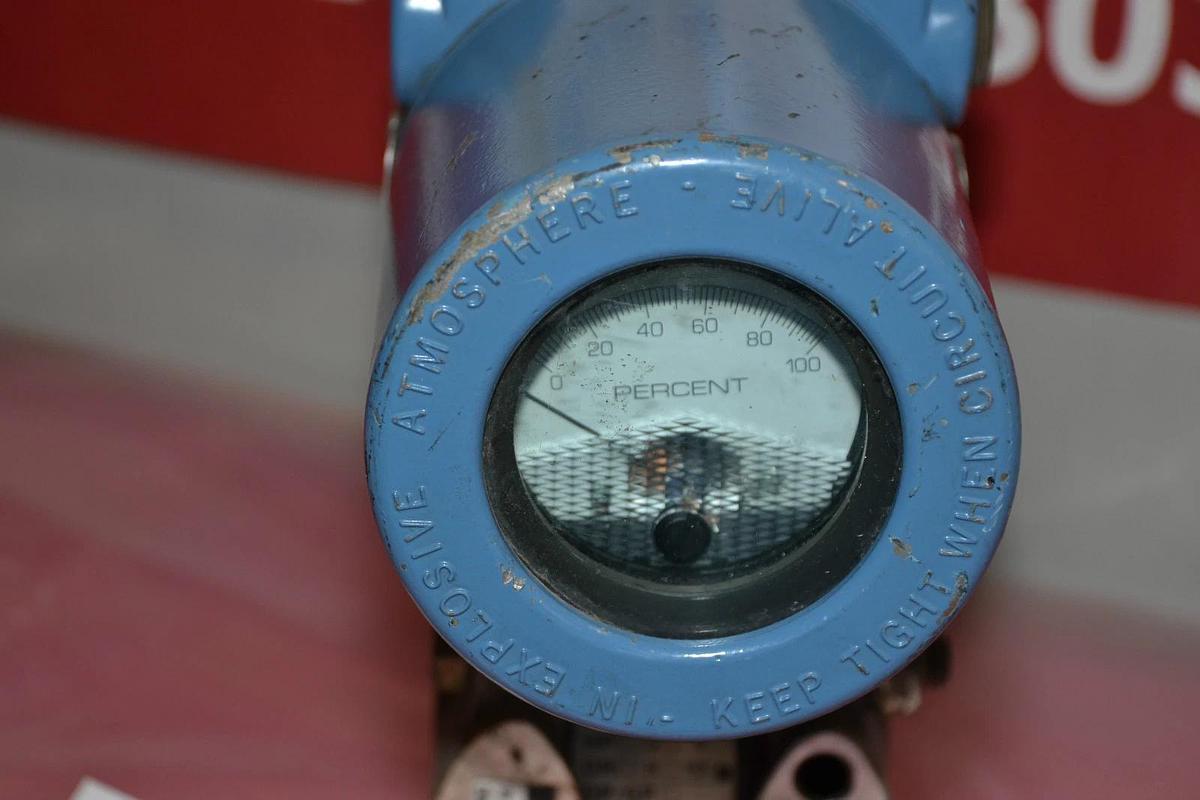 KEEP TIGHT WHEN CIRCUIT ALIVE - IN EXPLOSIVE ATMOSPHERE -
0 20 40 60 80 100
PERCENT